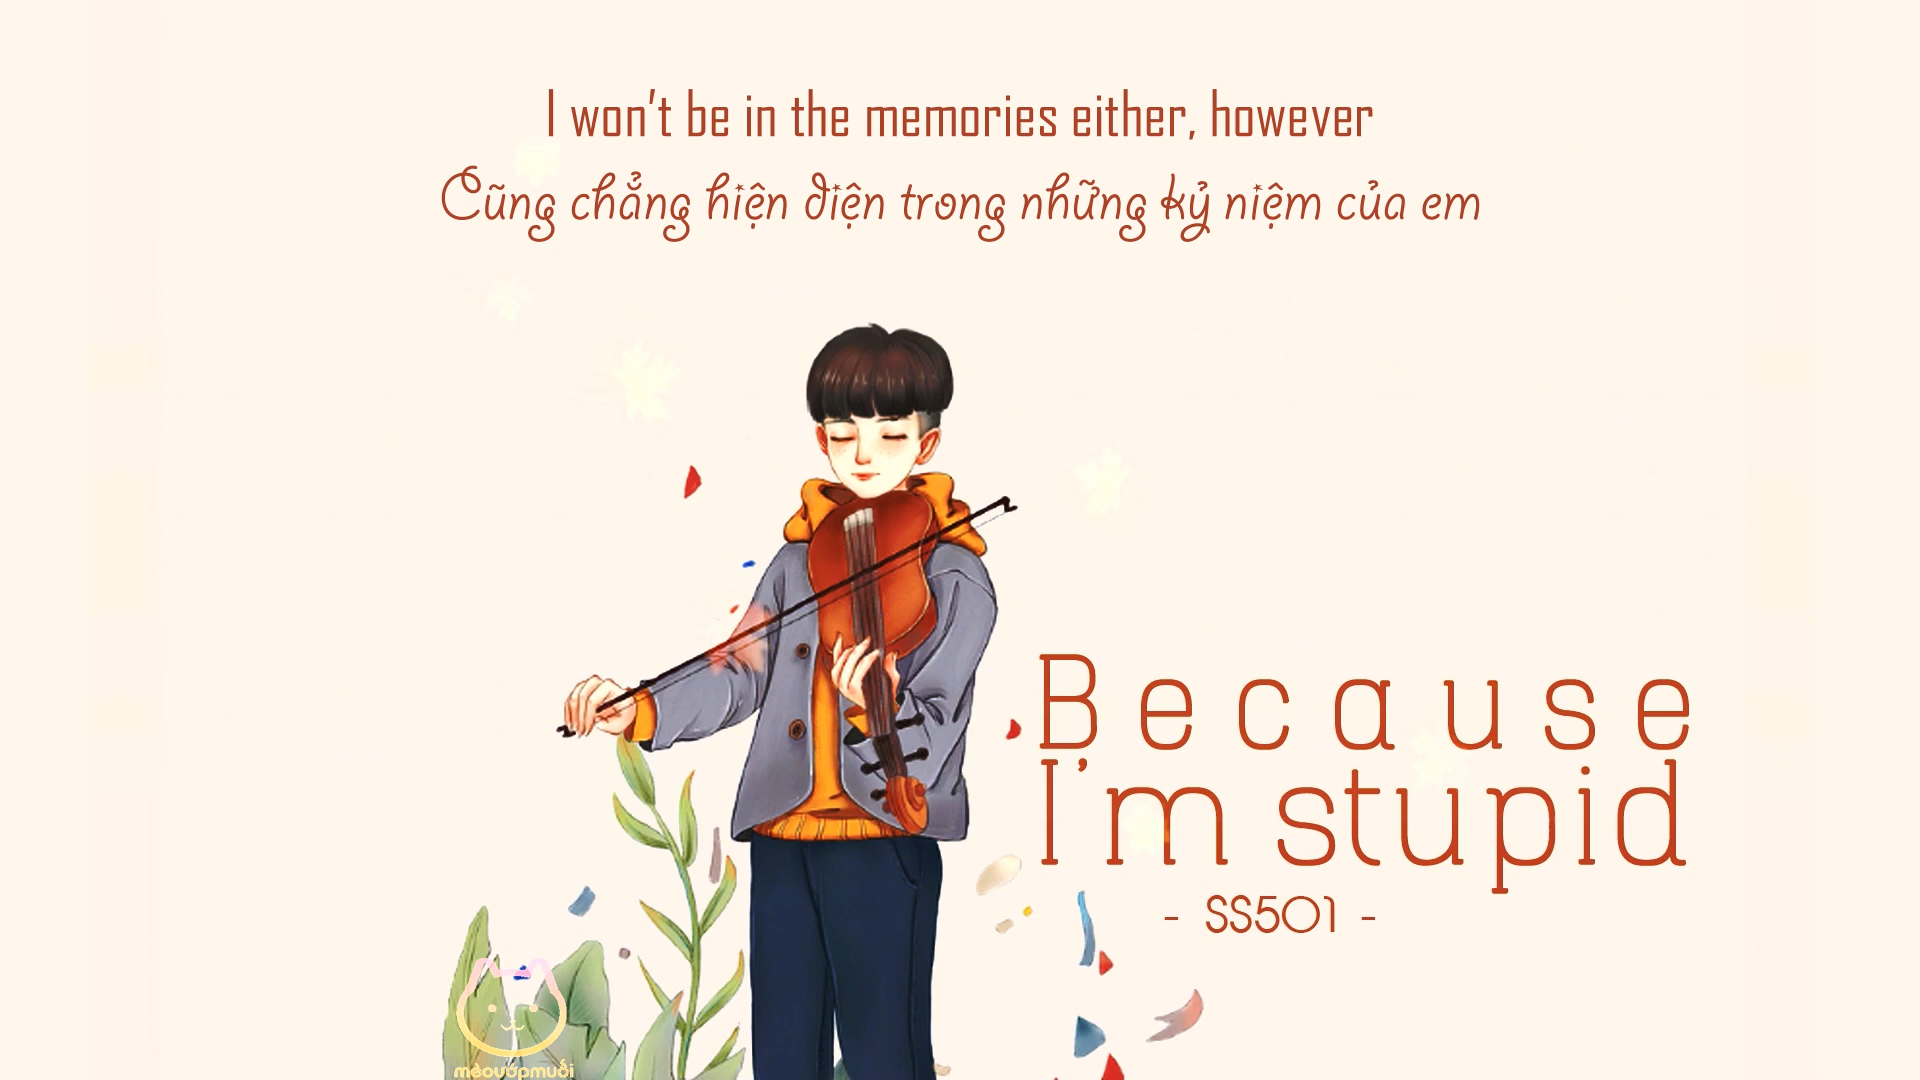 I won't be in the memories either, however
Cũng chẳng hiện diện trong những kỷ niệm của em
Because
I'm stupid
- SS501 -
mèoướpmuối